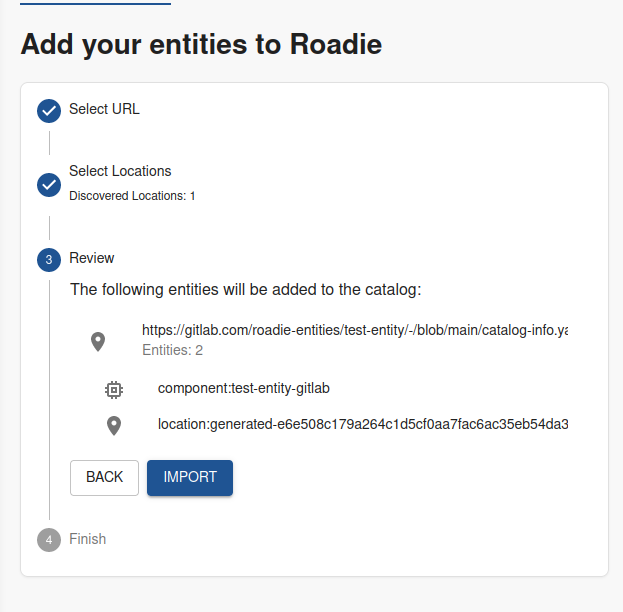 Add your entities to Roadie
Select URL
Select Locations
Discovered Locations: 1
3 Review
The following entities will be added to the catalog:
https://gitlab.com/roadie-entities/test-entity/-/blob/main/catalog-info.ya
Entities: 2
component:test-entity-gitlab
location:generated-e6e508c179a264c1d5cf0aa7fac6ac35eb54da3
BACK IMPORT
4 Finish